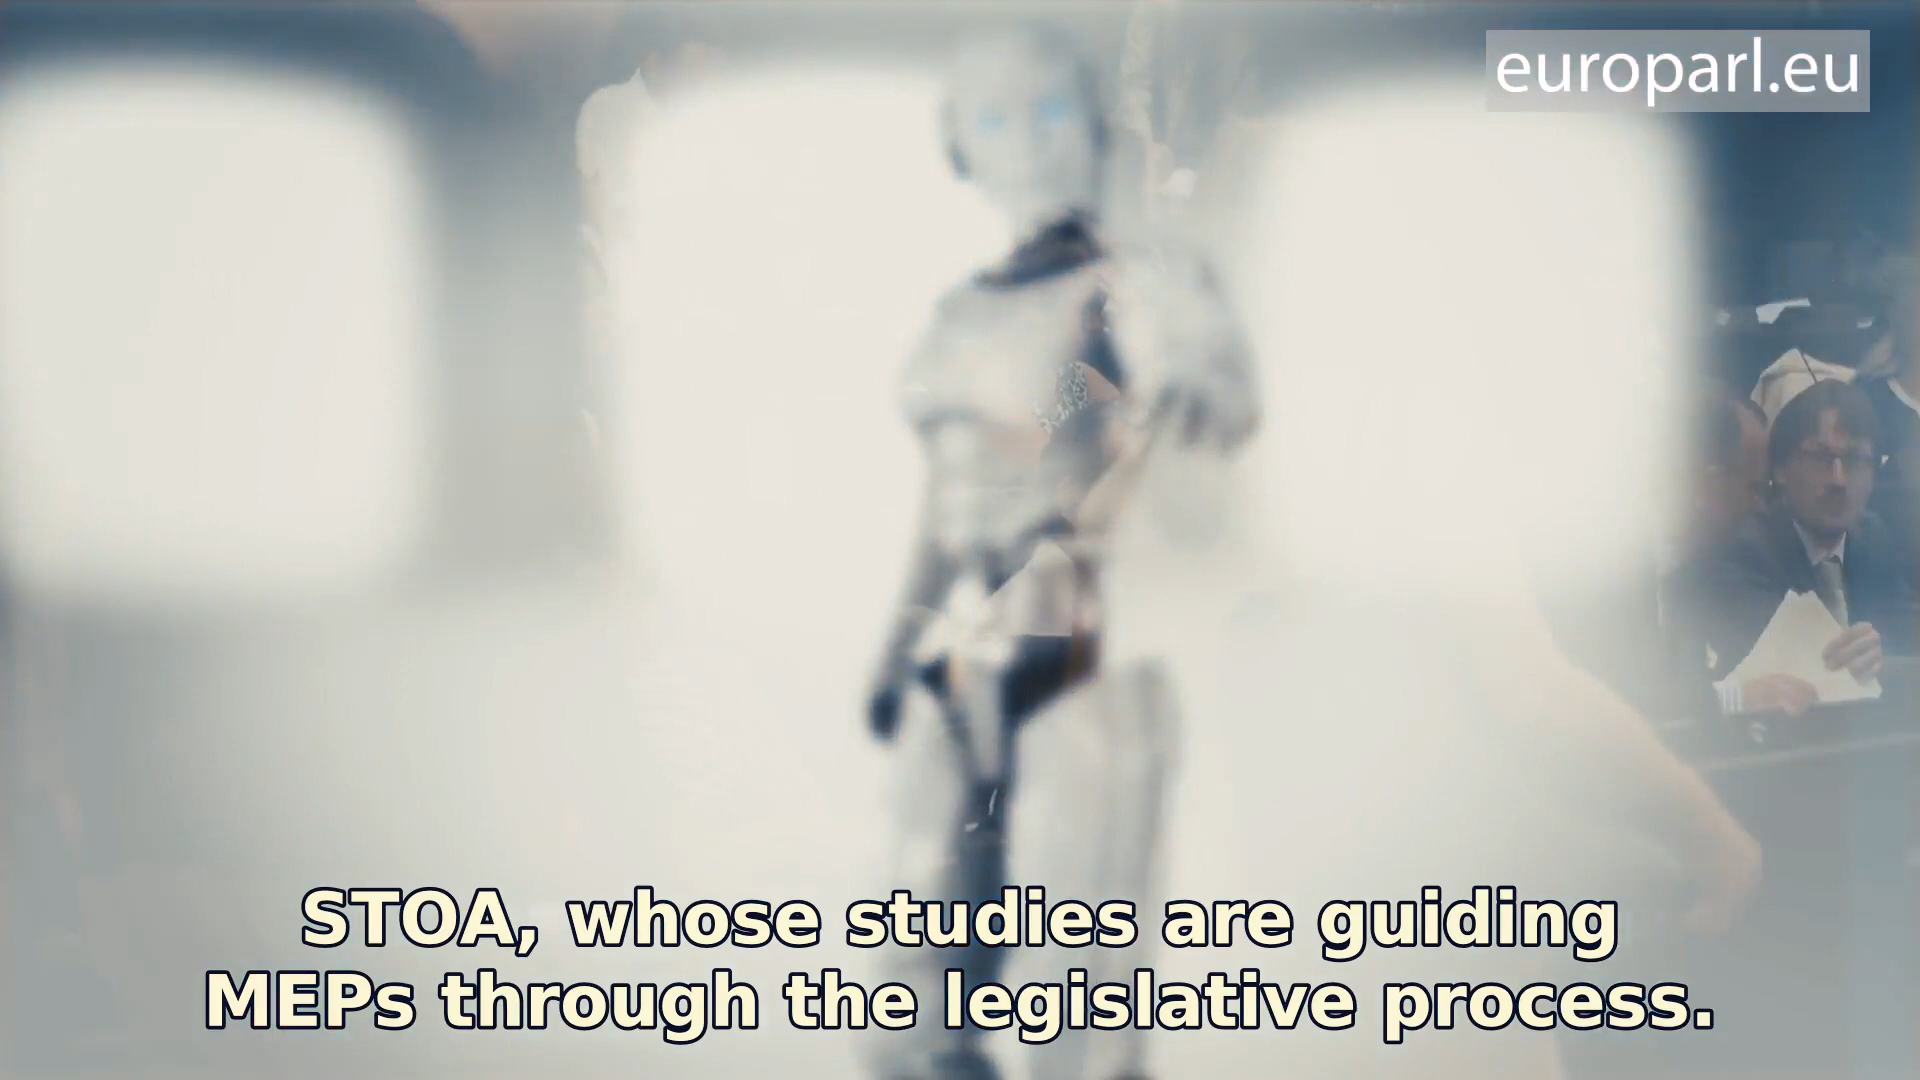 europarl.eu
STOA, whose studies are guiding
MEPs through the legislative process.